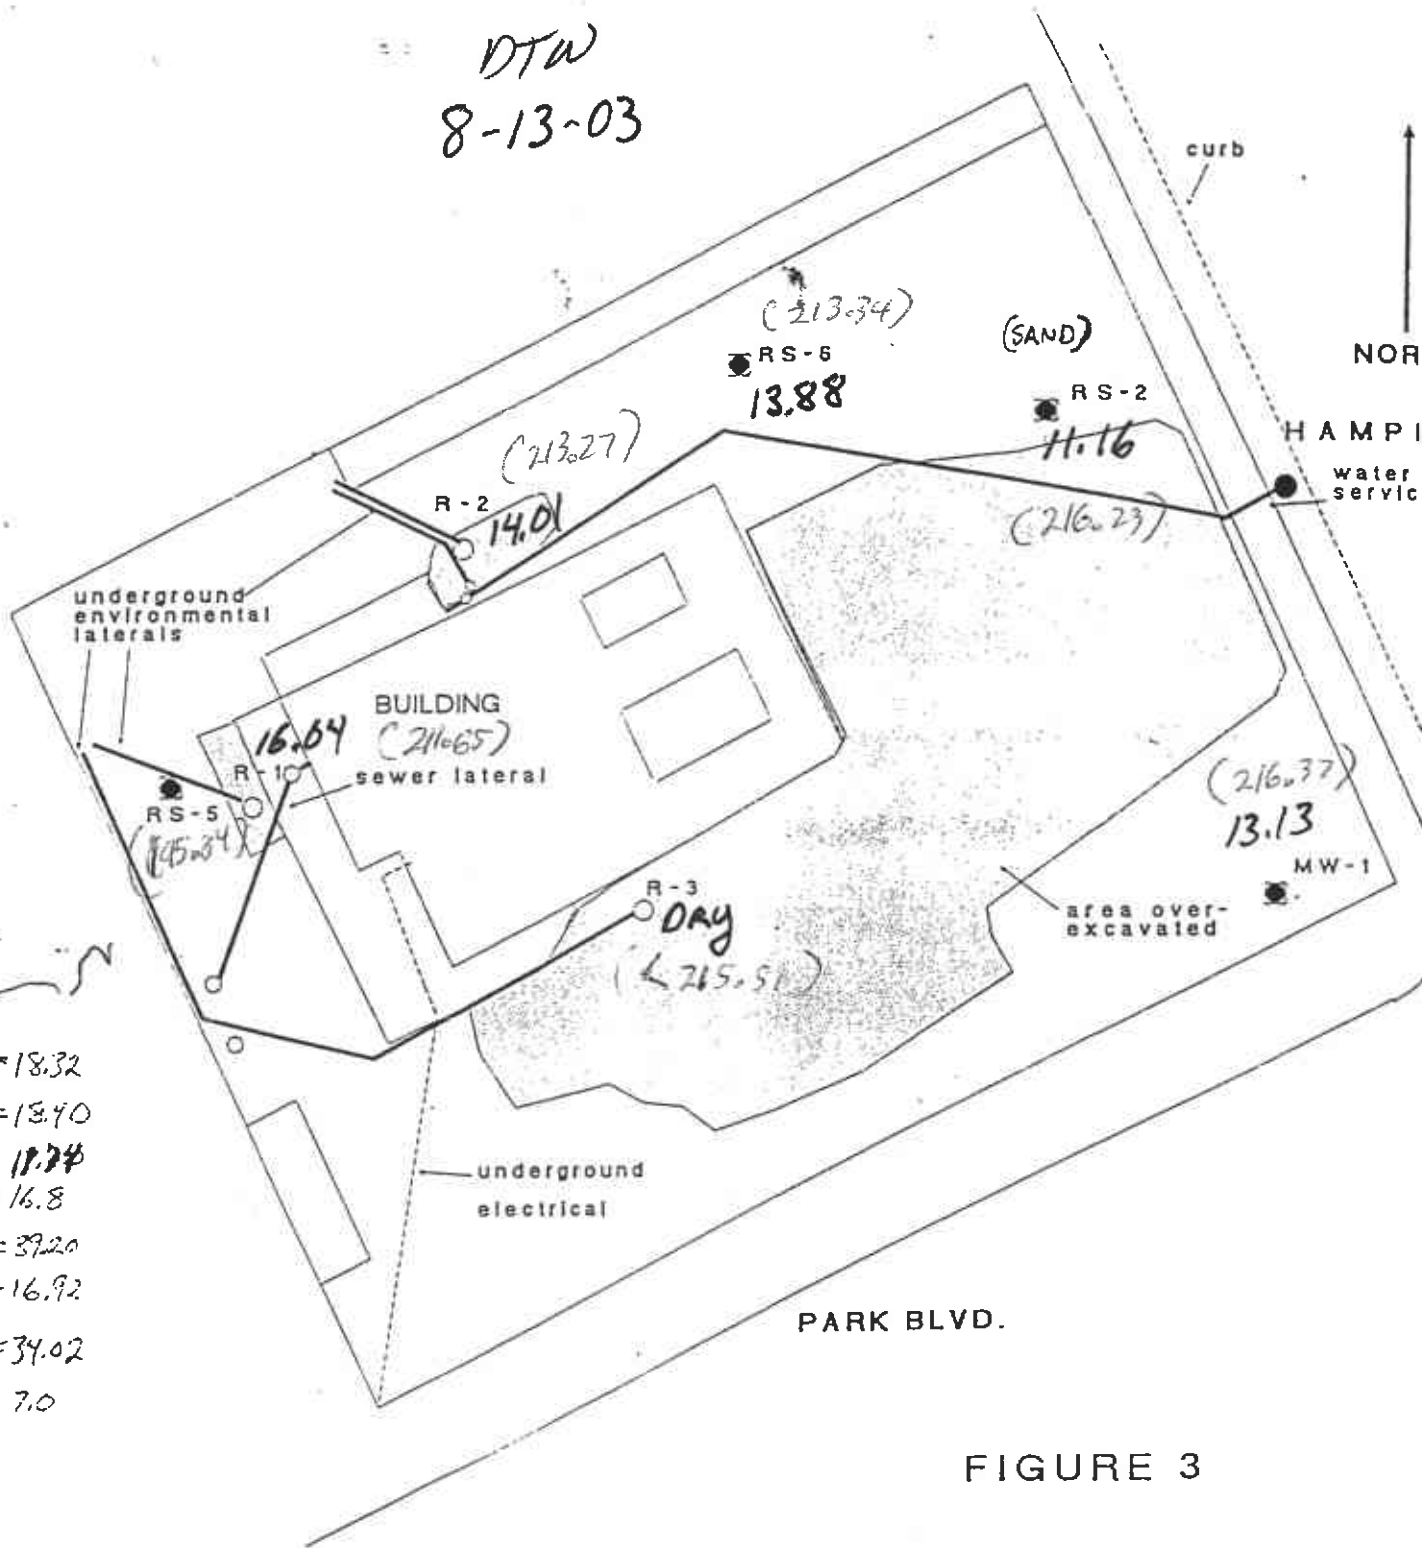 DTW
8-13-03
curb
NOR
(213.34)
RS-6
13.88
(SAND)
RS-2
11.16
(216.23)
HAMPI
water
servic
(213.27)
R-2
14.01
underground
environmental
laterals
BUILDING
(211.65)
16.04
R-1
sewer lateral
RS-5
(216.37)
13.13
MW-1
R-3
DRY
area over-
excavated
=18.32
=18.40
16.8
=39.20
16.92
=34.02
7.0
underground
electrical
PARK BLVD.
FIGURE 3